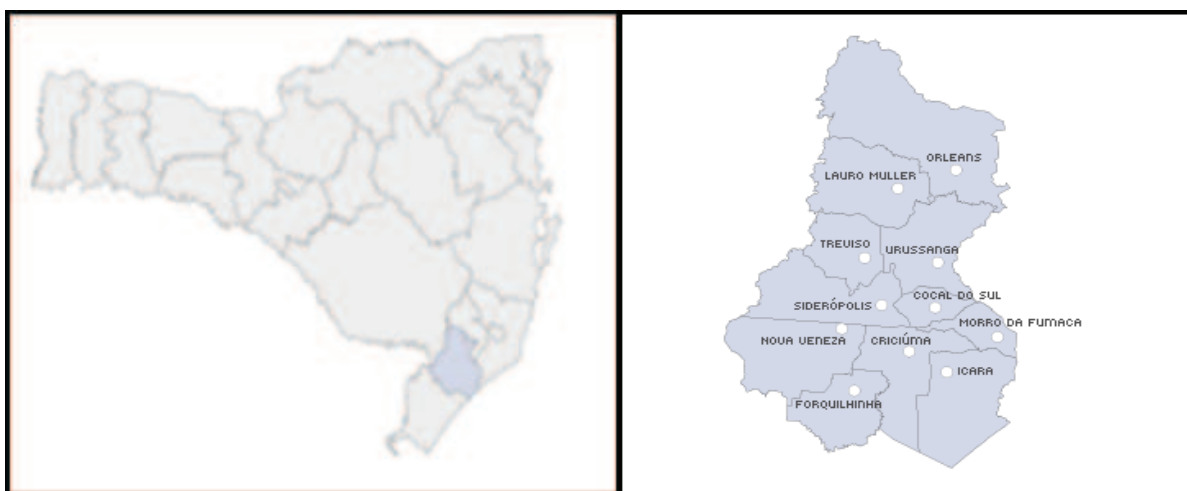 ORLEANS
LAURO MULLER
TREVISO
URUSSANGA
COCAL DO SUL
SIDERÓPOLIS
MORRO DA FUMACA
NOVA VENEZA
CRICIÚMA
ICARA
FORQUILHINHA